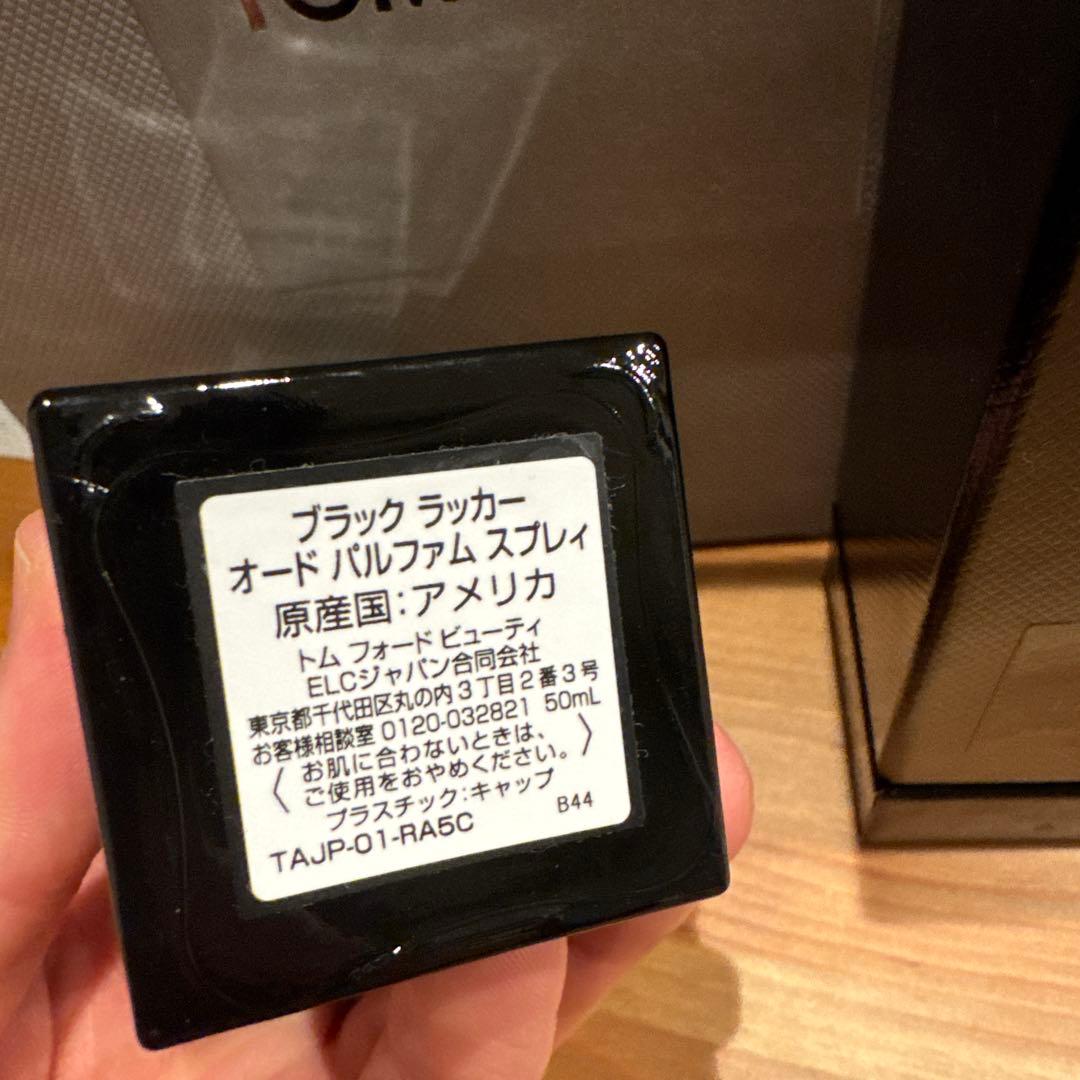 TOM
ブラック ラッカー
オード パルファム スプレィ
原産国:アメリカ
トム フォード ビューティ
ELCジャパン合同会社
東京都千代田区丸の内3丁目2番3号
お客様相談室 0120-032821 50mL
〈 お肌に合わないときは、
ご使用をおやめください。 〉
プラスチック:キャップ
B44
TAJP-01-RA5C